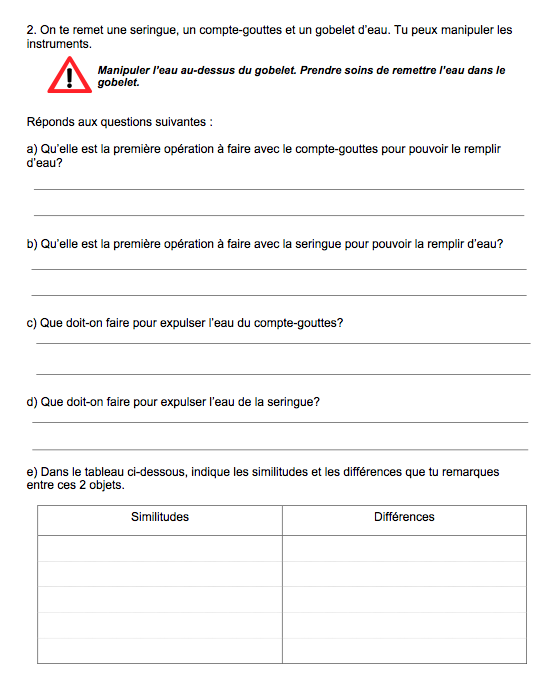 2. On te remet une seringue, un compte-gouttes et un gobelet d'eau. Tu peux manipuler les
instruments.
Manipuler l'eau au-dessus du gobelet. Prendre soins de remettre l'eau dans le
gobelet.
Réponds aux questions suivantes :
a) Qu'elle est la première opération à faire avec le compte-gouttes pour pouvoir le remplir
d'eau?
b) Qu'elle est la première opération à faire avec la seringue pour pouvoir la remplir d'eau?
c) Que doit-on faire pour expulser l'eau du compte-gouttes?
d) Que doit-on faire pour expulser l'eau de la seringue?
e) Dans le tableau ci-dessous, indique les similitudes et les différences que tu remarques
entre ces 2 objets.
Similitudes Différences